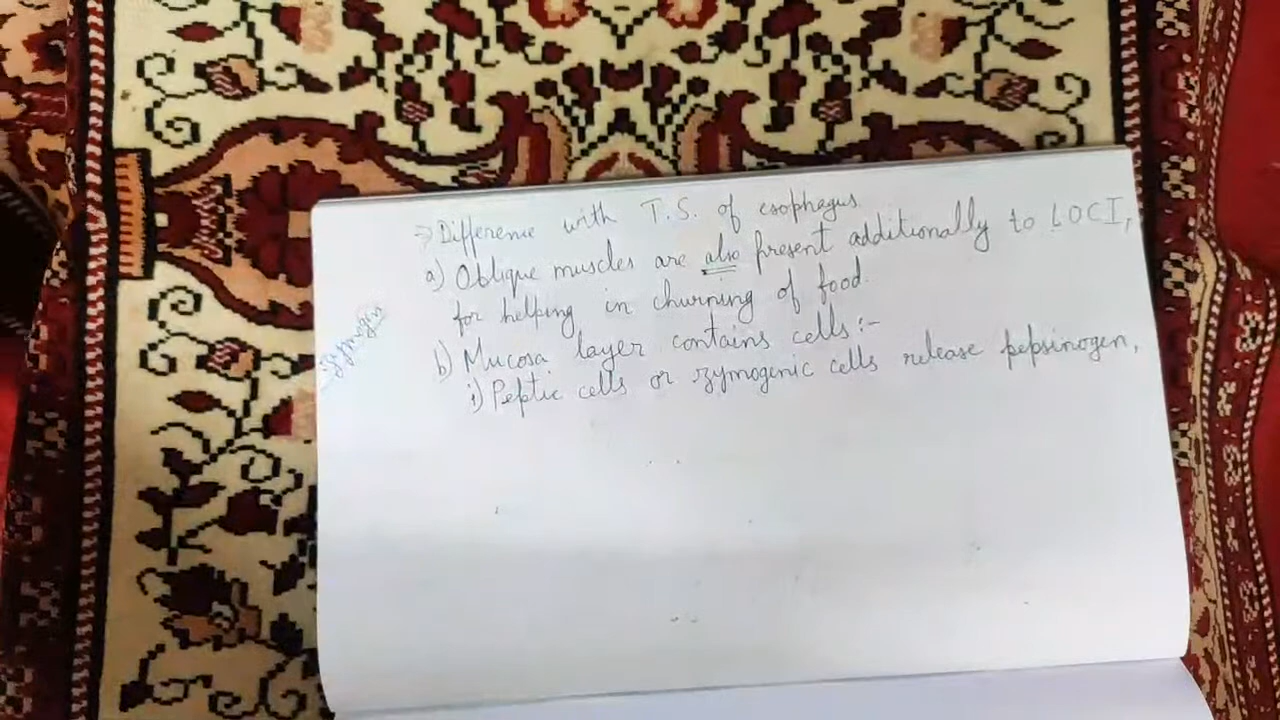 ⇒ Difference with T.S. of esophagus
a) Oblique muscles are also present additionally to LOCI,
for helping in churning of food.
b) Mucosa layer contains cells:-
i) Peptic cells or zymogenic cells release pepsinogen,